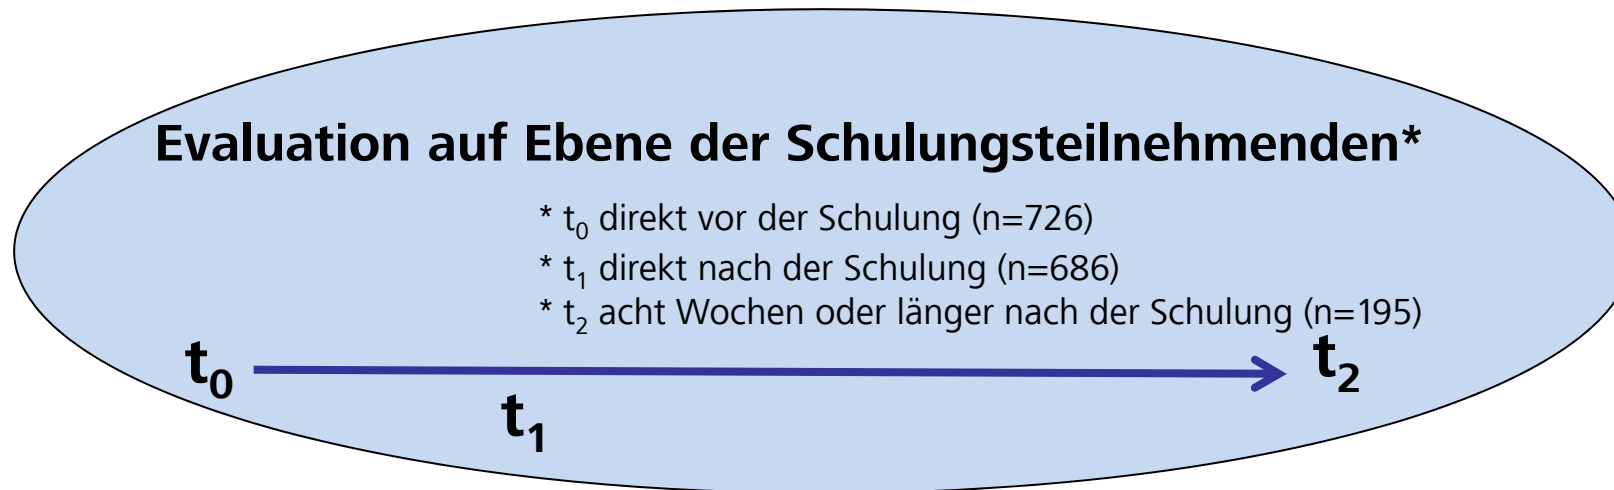 Evaluation auf Ebene der Schulungsteilnehmenden*
* t₀ direkt vor der Schulung (n=726)
* t₁ direkt nach der Schulung (n=686)
* t₂ acht Wochen oder länger nach der Schulung (n=195)
t₀
t₁
t₂